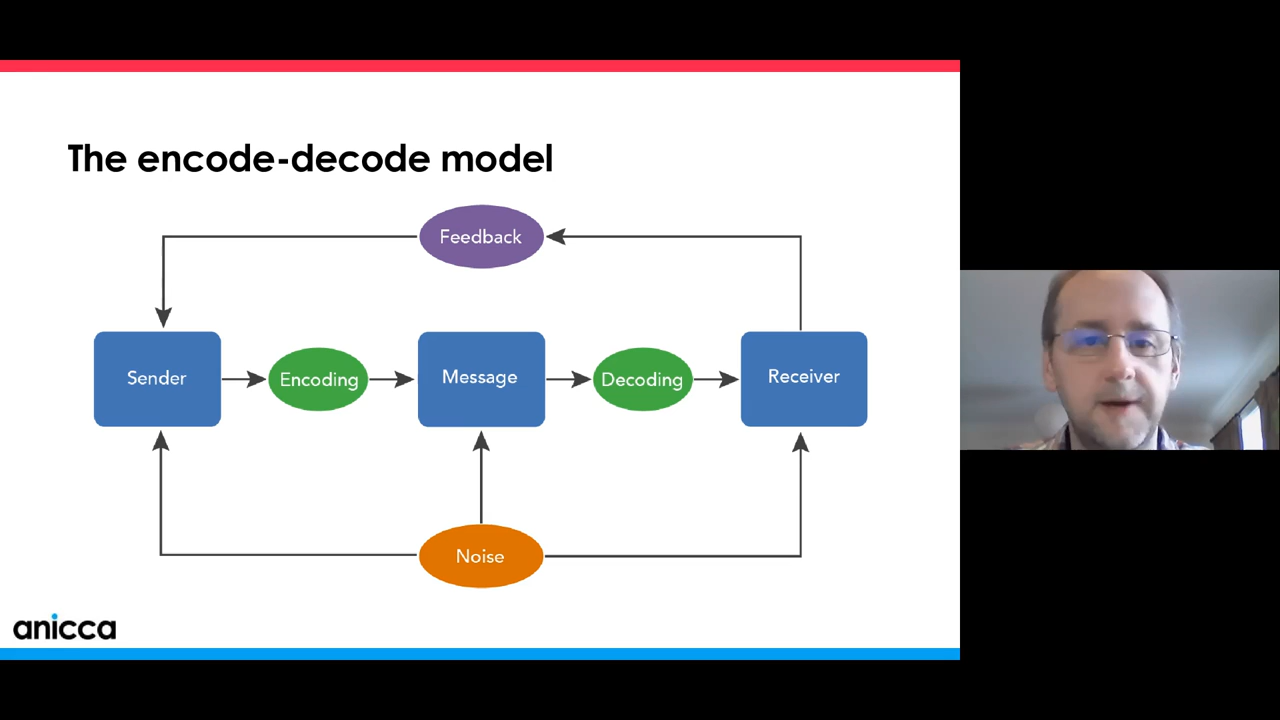 The encode-decode model
Feedback
Sender
Encoding
Message
Decoding
Receiver
Noise
anicca